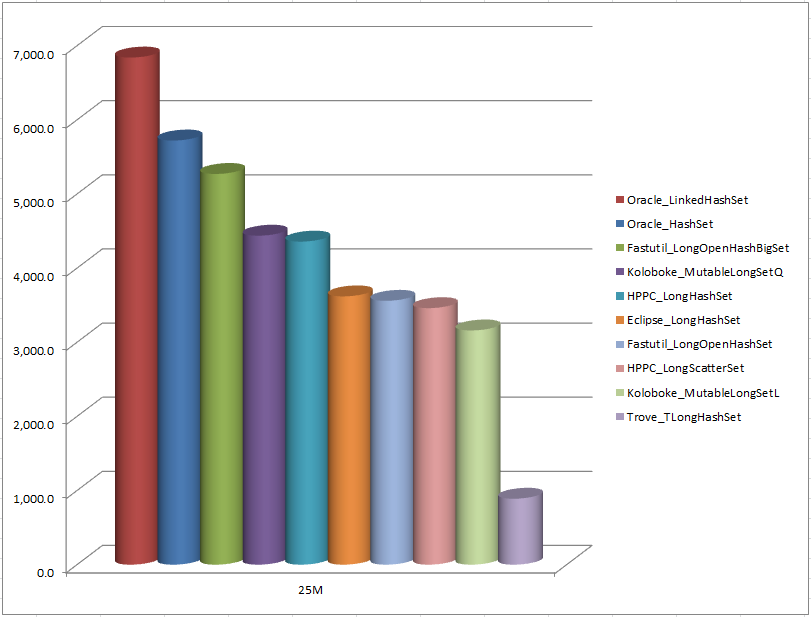 7,000.0
6,000.0
5,000.0
4,000.0
3,000.0
2,000.0
1,000.0
0.0
25M
Oracle_LinkedHashSet
Oracle_HashSet
Fastutil_LongOpenHashBigSet
Koloboke_MutableLongSetQ
HPPC_LongHashSet
Eclipse_LongHashSet
Fastutil_LongOpenHashSet
HPPC_LongScatterSet
Koloboke_MutableLongSetL
Trove_TLongHashSet